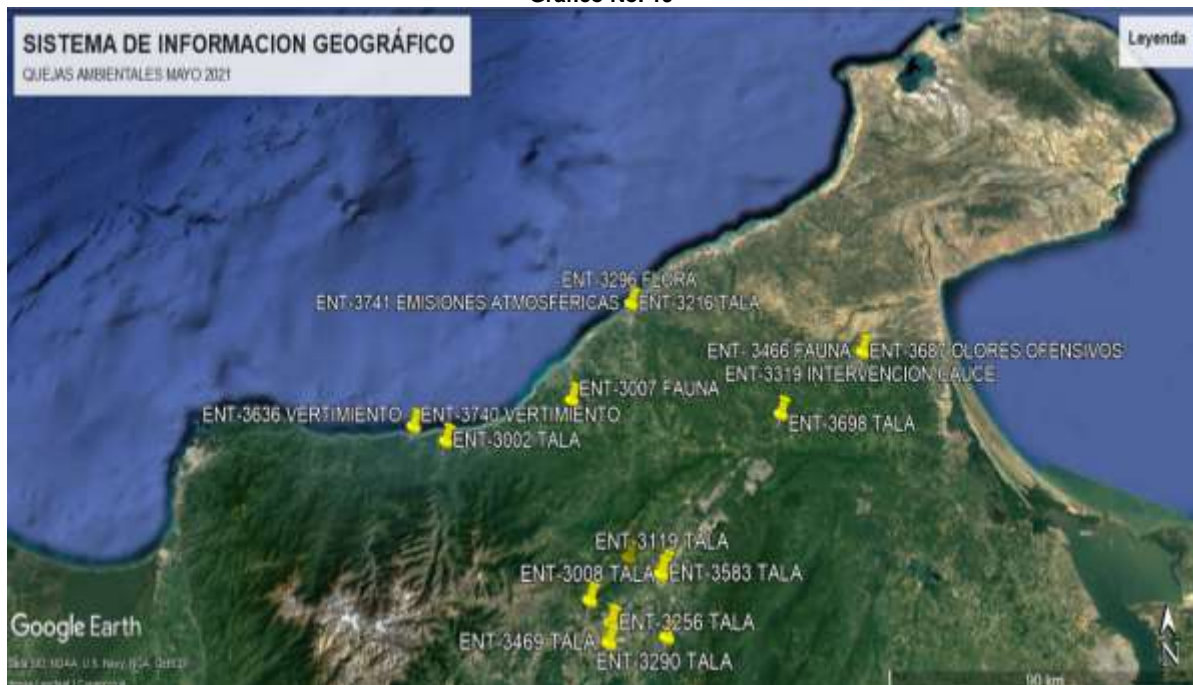 SISTEMA DE INFORMACION GEOGRÁFICO
QUEJAS AMBIENTALES MAYO 2021
Leyenda
ENT-3296 FLORA
ENT-3741 EMISIONES ATMOSFERICAS
ENT-3216 TALA
ENT- 3466 FAUNA
ENT-3687 OLORES OFENSIVOS
ENT-3319 INTERVENCION CAUCE
ENT-3007 FAUNA
ENT-3636 VERTIMIENTO
ENT-3740 VERTIMIENTO
ENT-3698 TALA
ENT-3002 TALA
ENT-3119 TALA
ENT-3008 TALA
ENT-3583 TALA
ENT-3256 TALA
ENT-3469 TALA
ENT-3290 TALA
Google Earth
N
90 km